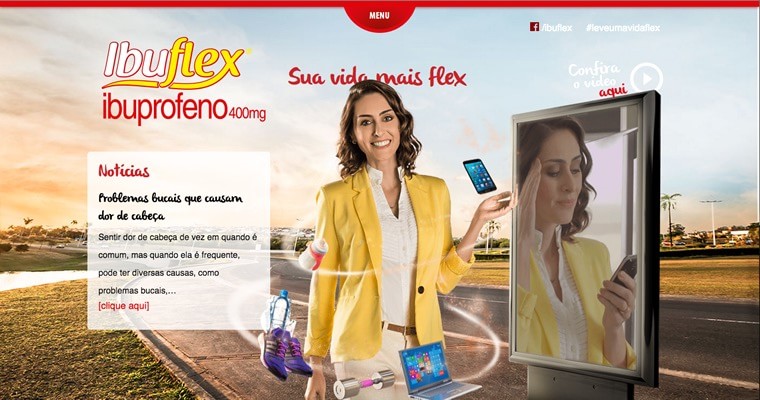 MENU
/ibuflex #leveumavidaflex
Ibuflex
ibuprofeno 400mg
Sua vida mais flex
Confira
o vídeo
aqui
Notícias
Problemas bucais que causam
dor de cabeça
Sentir dor de cabeça de vez em quando é
comum, mas quando ela é frequente,
pode ter diversas causas, como
problemas bucais,...
[clique aqui]